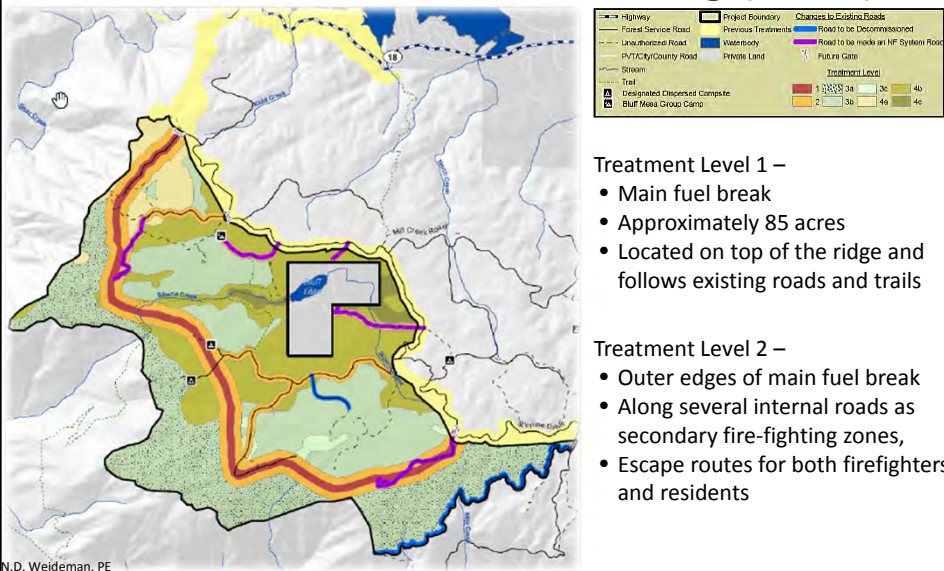 Highway
Forest Service Road
Unauthorized Road
PVT/City/County Road
Stream
Trail
Designated Dispersed Campsite
Bluff Mesa Group Camp
Project Boundary
Previous Treatments
Waterbody
Private Land
Changes to Existing Roads
Road to be Decommissioned
Road to be made an NF System Road
Future Gate
Treatment Level
1 3a 3c 4b
2 3b 4a 4c
18
Mill Creek Road
Siberia Creek
Bluff
Lake
Treatment Level 1 –
• Main fuel break
• Approximately 85 acres
• Located on top of the ridge and
follows existing roads and trails
Treatment Level 2 –
• Outer edges of main fuel break
• Along several internal roads as
secondary fire-fighting zones,
• Escape routes for both firefighters
and residents
N.D. Weideman, PE